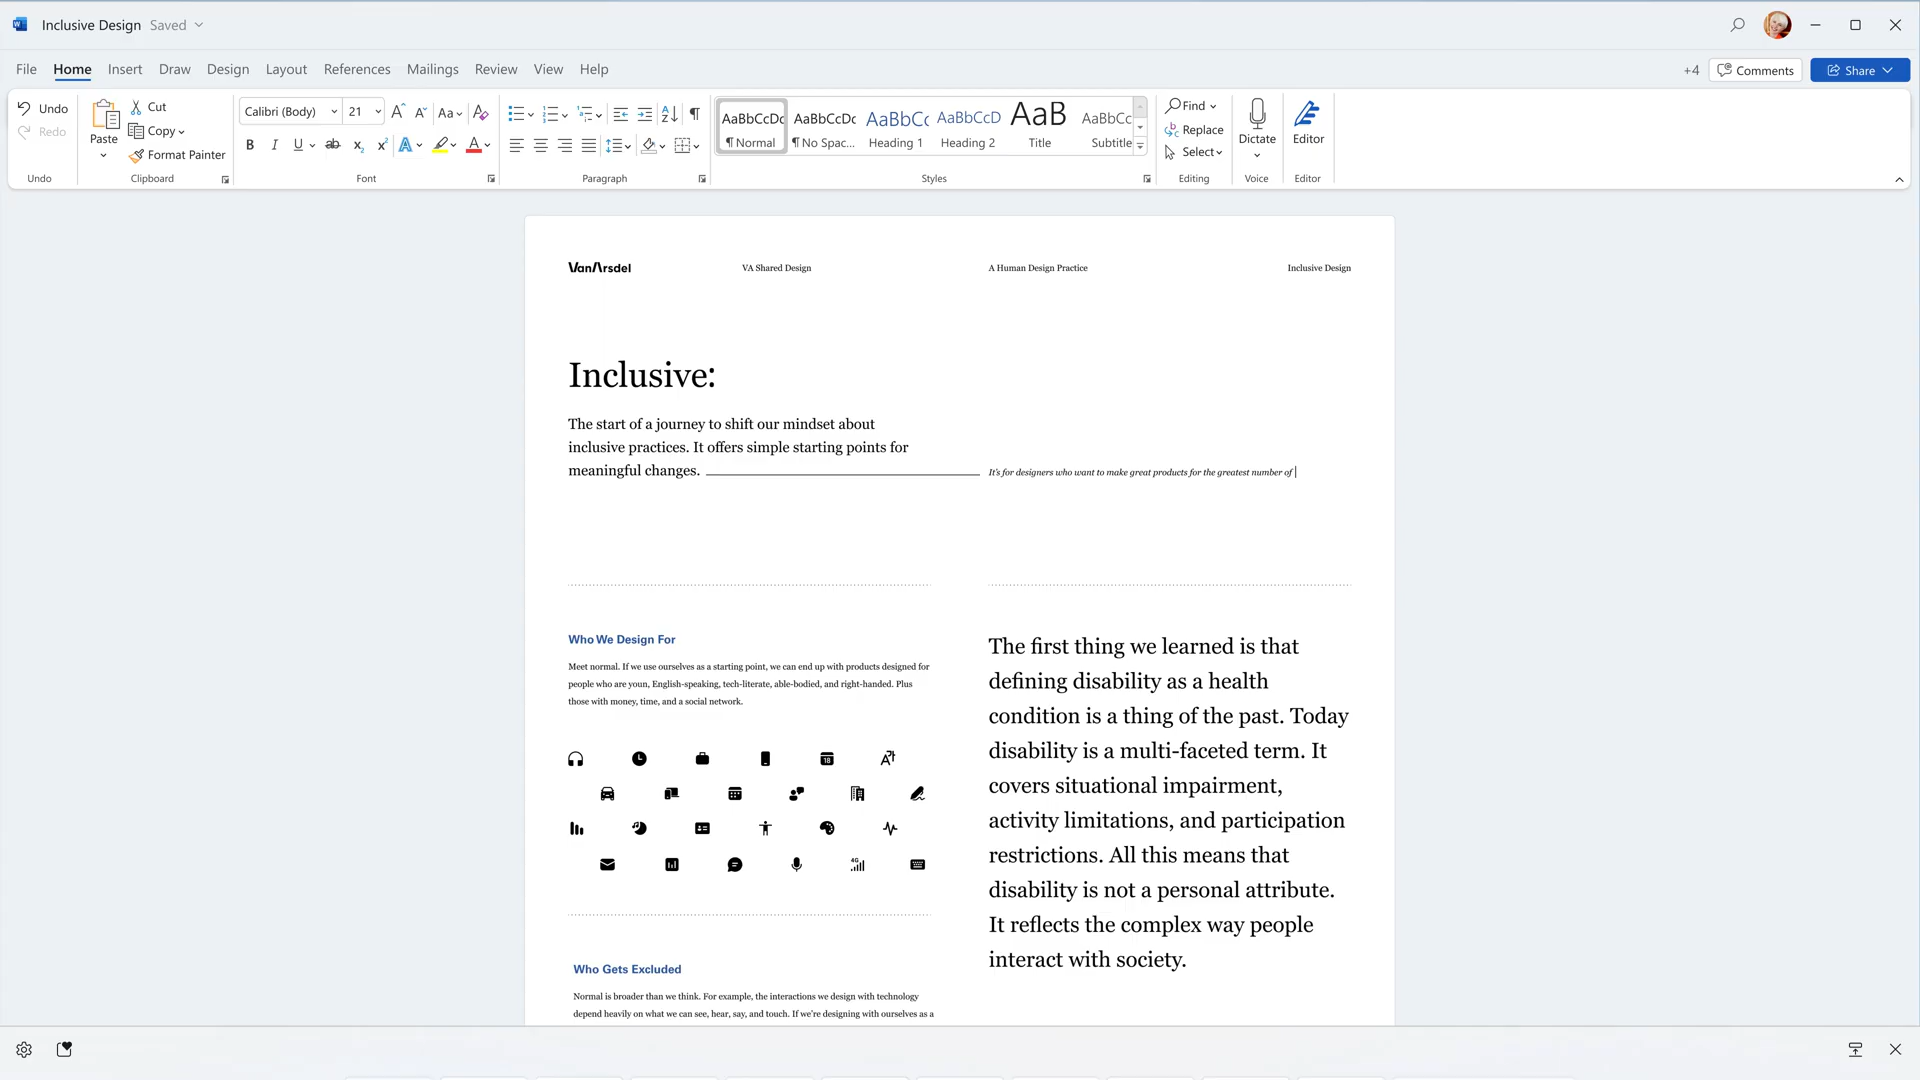 Inclusive Design Saved
File Home Insert Draw Design Layout References Mailings Review View Help
+4 Comments Share
Undo
Redo
Undo
Paste
Cut
Copy
Format Painter
Clipboard
Calibri (Body) 21
Font
Paragraph
AaBbCcDc AaBbCcDc AaBbCc AaBbCcD AaB AaBbCc
¶ Normal ¶ No Spac... Heading 1 Heading 2 Title Subtitle
Styles
Find
Replace
Select
Editing
Dictate
Voice
Editor
Editor
VanArsdel VA Shared Design A Human Design Practice Inclusive Design
Inclusive:
The start of a journey to shift our mindset about
inclusive practices. It offers simple starting points for
meaningful changes.
It's for designers who want to make great products for the greatest number of
Who We Design For
Meet normal. If we use ourselves as a starting point, we can end up with products designed for
people who are youn, English-speaking, tech-literate, able-bodied, and right-handed. Plus
those with money, time, and a social network.
18
4G
Who Gets Excluded
Normal is broader than we think. For example, the interactions we design with technology
depend heavily on what we can see, hear, say, and touch. If we're designing with ourselves as a
The first thing we learned is that
defining disability as a health
condition is a thing of the past. Today
disability is a multi-faceted term. It
covers situational impairment,
activity limitations, and participation
restrictions. All this means that
disability is not a personal attribute.
It reflects the complex way people
interact with society.